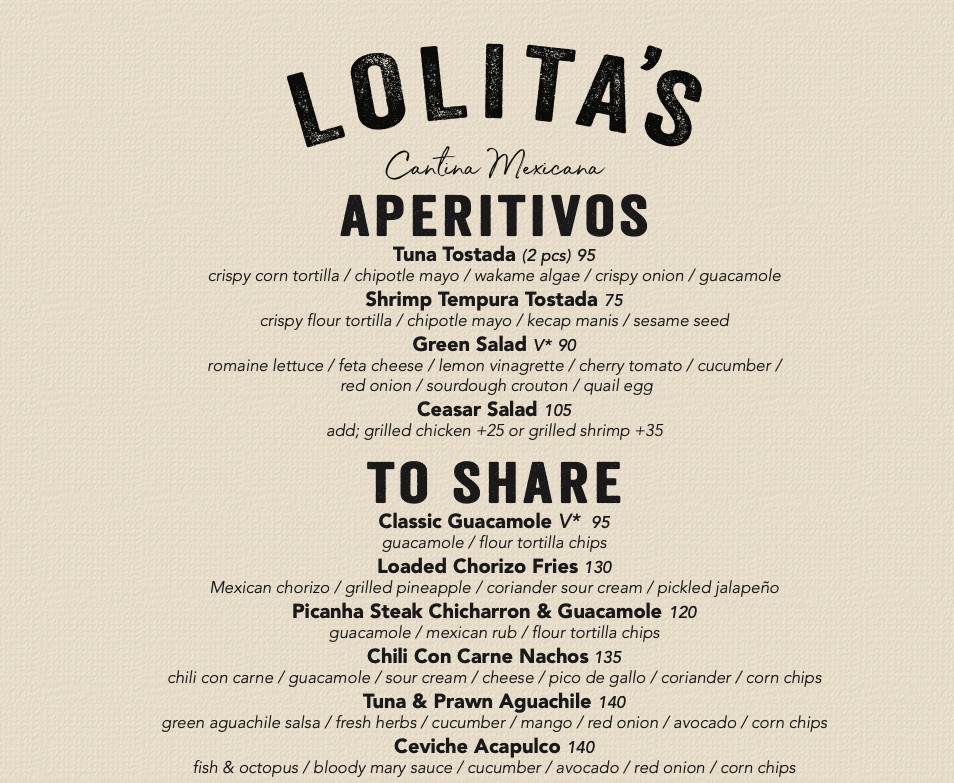 LOLITA'S
Cantina Mexicana
APERITIVOS
Tuna Tostada (2 pcs) 95
crispy corn tortilla / chipotle mayo / wakame algae / crispy onion / guacamole
Shrimp Tempura Tostada 75
crispy flour tortilla / chipotle mayo / kecap manis / sesame seed
Green Salad V* 90
romaine lettuce / feta cheese / lemon vinagrette / cherry tomato / cucumber /
red onion / sourdough crouton / quail egg
Ceasar Salad 105
add; grilled chicken +25 or grilled shrimp +35
TO SHARE
Classic Guacamole V* 95
guacamole / flour tortilla chips
Loaded Chorizo Fries 130
Mexican chorizo / grilled pineapple / coriander sour cream / pickled jalapeño
Picanha Steak Chicharron & Guacamole 120
guacamole / mexican rub / flour tortilla chips
Chili Con Carne Nachos 135
chili con carne / guacamole / sour cream / cheese / pico de gallo / coriander / corn chips
Tuna & Prawn Aguachile 140
green aguachile salsa / fresh herbs / cucumber / mango / red onion / avocado / corn chips
Ceviche Acapulco 140
fish & octopus / bloody mary sauce / cucumber / avocado / red onion / corn chips